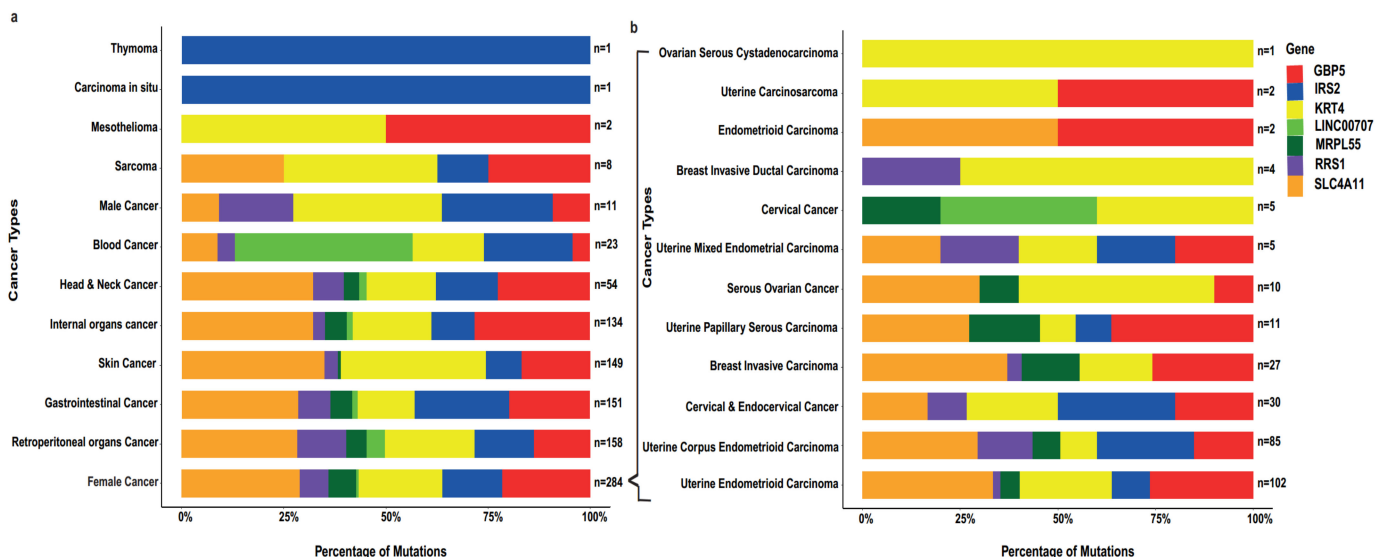 a
Cancer Types
Thymoma
n=1
Carcinoma in situ
n=1
Mesothelioma
n=2
Sarcoma
n=8
Male Cancer
n=11
Blood Cancer
n=23
Head & Neck Cancer
n=54
Internal organs cancer
n=134
Skin Cancer
n=149
Gastrointestinal Cancer
n=151
Retroperitoneal organs Cancer
n=158
Female Cancer
n=284
0% 25% 50% 75% 100%
Percentage of Mutations
b
Cancer Types
Ovarian Serous Cystadenocarcinoma
n=1
Uterine Carcinosarcoma
n=2
Endometrioid Carcinoma
n=2
Breast Invasive Ductal Carcinoma
n=4
Cervical Cancer
n=5
Uterine Mixed Endometrial Carcinoma
n=5
Serous Ovarian Cancer
n=10
Uterine Papillary Serous Carcinoma
n=11
Breast Invasive Carcinoma
n=27
Cervical & Endocervical Cancer
n=30
Uterine Corpus Endometrioid Carcinoma
n=85
Uterine Endometrioid Carcinoma
n=102
0% 25% 50% 75% 100%
Percentage of Mutations
Gene
GBP5
IRS2
KRT4
LINC00707
MRPL55
RRS1
SLC4A11